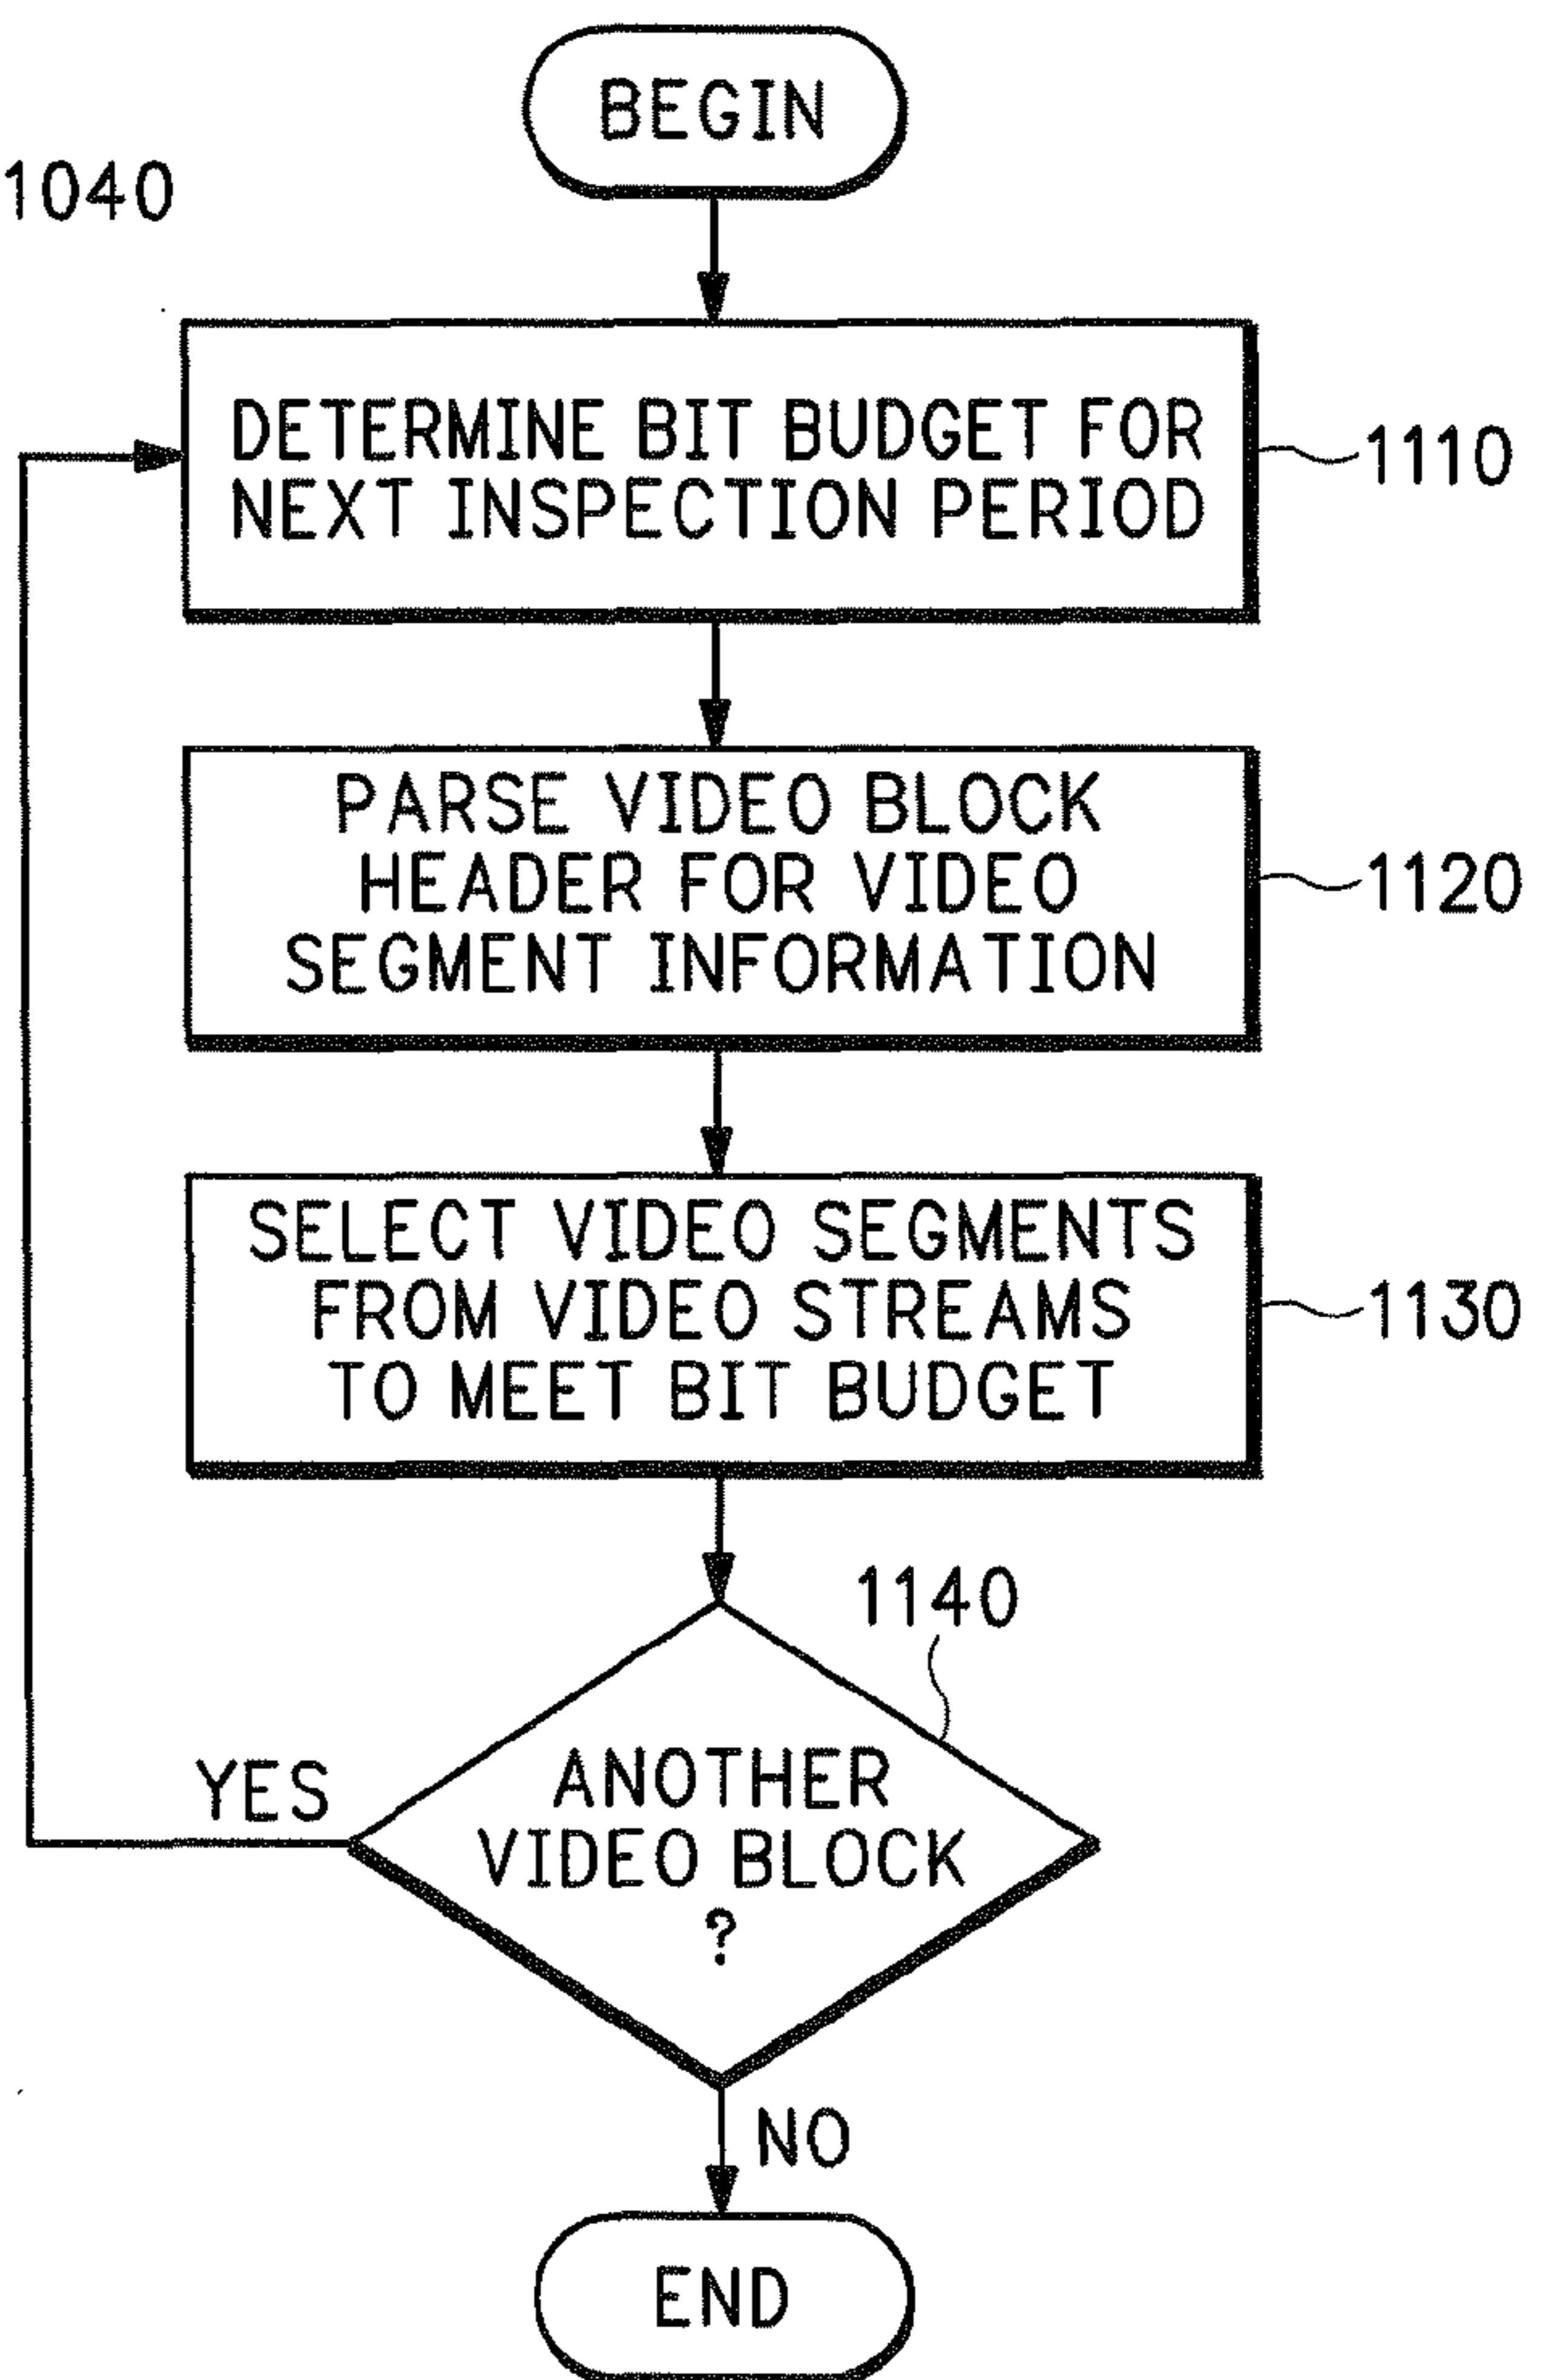 BEGIN
1040
DETERMINE BIT BUDGET FOR
NEXT INSPECTION PERIOD
1110
PARSE VIDEO BLOCK
HEADER FOR VIDEO
SEGMENT INFORMATION
1120
SELECT VIDEO SEGMENTS
FROM VIDEO STREAMS
TO MEET BIT BUDGET
1130
1140
ANOTHER
VIDEO BLOCK
?
YES
NO
END